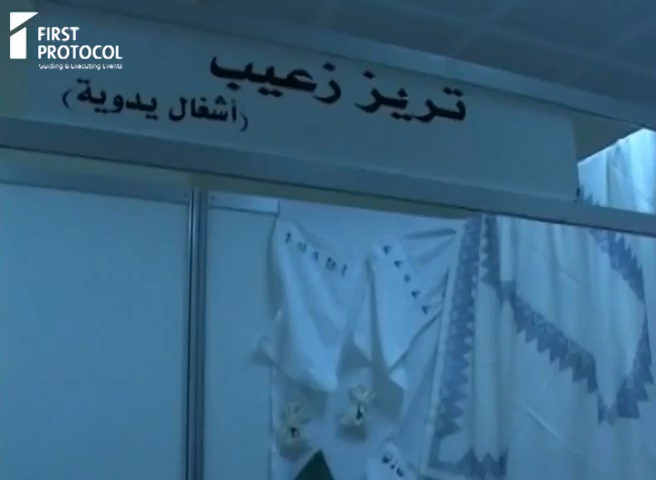 FIRST
PROTOCOL
Guiding & Executing Events
تريز زعيب
(أشغال يدوية)